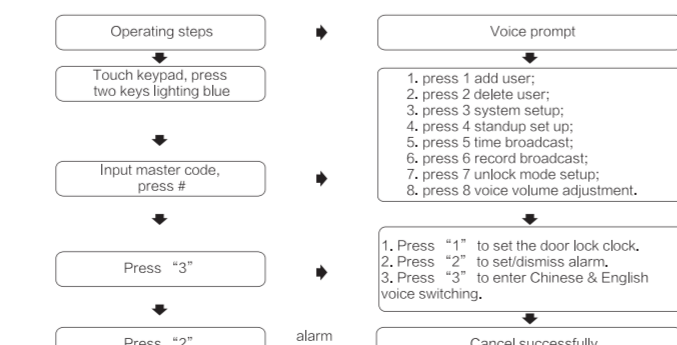 Operating steps
Voice prompt
Touch keypad, press
two keys lighting blue
1. press 1 add user;
2. press 2 delete user;
3. press 3 system setup;
4. press 4 standup set up;
5. press 5 time broadcast;
6. press 6 record broadcast;
7. press 7 unlock mode setup;
8. press 8 voice volume adjustment.
Input master code,
press #
Press “3”
1. Press “1” to set the door lock clock.
2. Press “2” to set/dismiss alarm.
3. Press “3” to enter Chinese & English
voice switching.
Press “2”
alarm
Cancel successfully